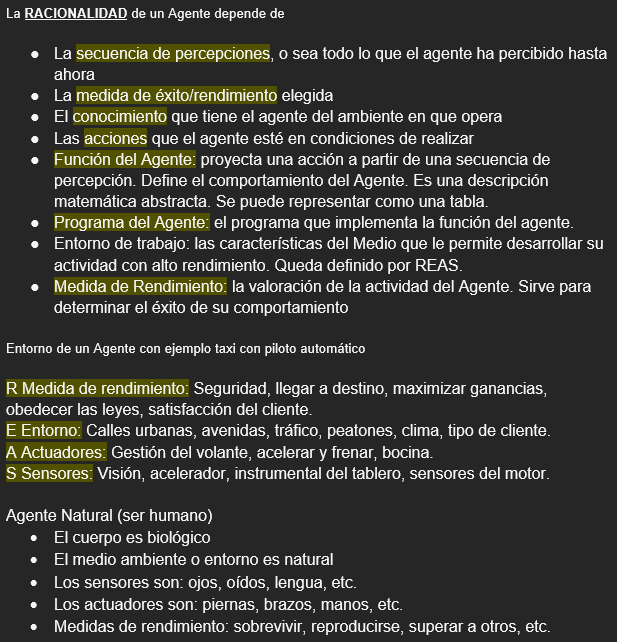 La RACIONALIDAD de un Agente depende de
● La secuencia de percepciones, o sea todo lo que el agente ha percibido hasta
ahora
● La medida de éxito/rendimiento elegida
● El conocimiento que tiene el agente del ambiente en que opera
● Las acciones que el agente esté en condiciones de realizar
● Función del Agente: proyecta una acción a partir de una secuencia de
percepción. Define el comportamiento del Agente. Es una descripción
matemática abstracta. Se puede representar como una tabla.
● Programa del Agente: el programa que implementa la función del agente.
● Entorno de trabajo: las características del Medio que le permite desarrollar su
actividad con alto rendimiento. Queda definido por REAS.
● Medida de Rendimiento: la valoración de la actividad del Agente. Sirve para
determinar el éxito de su comportamiento
Entorno de un Agente con ejemplo taxi con piloto automático
R Medida de rendimiento: Seguridad, llegar a destino, maximizar ganancias,
obedecer las leyes, satisfacción del cliente.
E Entorno: Calles urbanas, avenidas, tráfico, peatones, clima, tipo de cliente.
A Actuadores: Gestión del volante, acelerar y frenar, bocina.
S Sensores: Visión, acelerador, instrumental del tablero, sensores del motor.
Agente Natural (ser humano)
● El cuerpo es biológico
● El medio ambiente o entorno es natural
● Los sensores son: ojos, oídos, lengua, etc.
● Los actuadores son: piernas, brazos, manos, etc.
● Medidas de rendimiento: sobrevivir, reproducirse, superar a otros, etc.